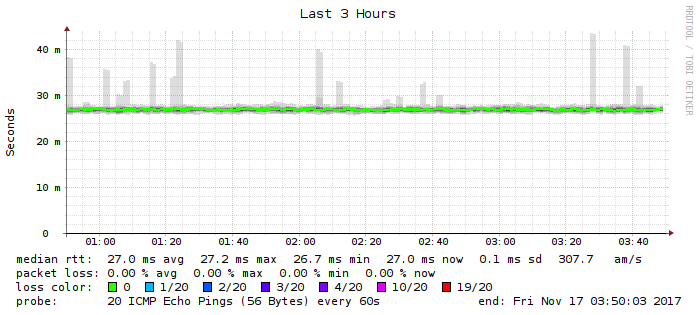 Last 3 Hours
RRDTOOL / TOBI OETIKER
Seconds
40 m
30 m
20 m
10 m
0
01:00 01:20 01:40 02:00 02:20 02:40 03:00 03:20 03:40
median rtt: 27.0 ms avg 27.2 ms max 26.7 ms min 27.0 ms now 0.1 ms sd 307.7 am/s
packet loss: 0.00 % avg 0.00 % max 0.00 % min 0.00 % now
loss color: 0 1/20 2/20 3/20 4/20 10/20 19/20
probe: 20 ICMP Echo Pings (56 Bytes) every 60s end: Fri Nov 17 03:50:03 2017